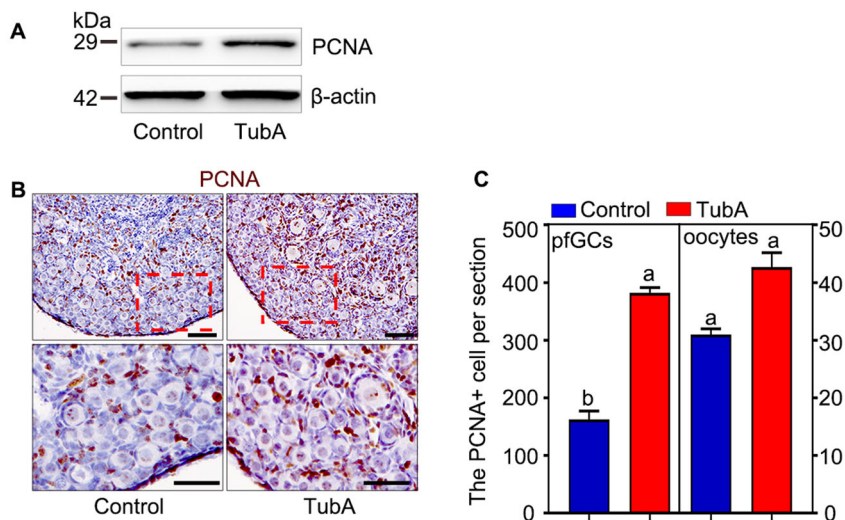 A
kDa
29
PCNA
42
β-actin
Control TubA
B
PCNA
Control TubA
C
Control TubA
The PCNA+ cell per section
500
400
300
200
100
0
pfGCs
oocytes
b
a
a
a
50
40
30
20
10
0